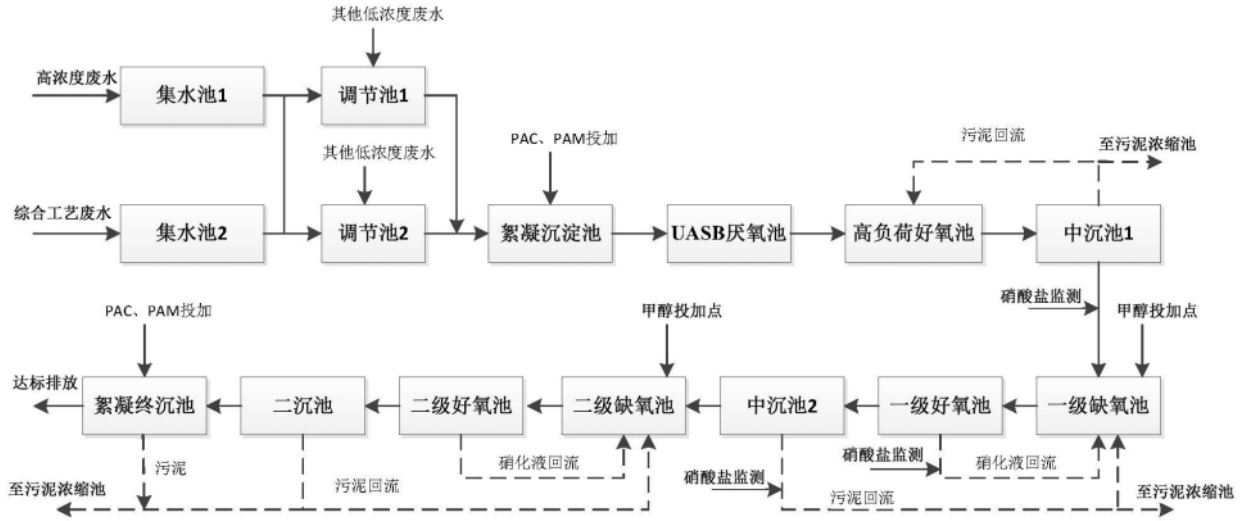 其他低浓度废水
高浓度废水
集水池1
调节池1
其他低浓度废水
PAC、PAM投加
污泥回流
至污泥浓缩池
综合工艺废水
集水池2
调节池2
絮凝沉淀池
UASB厌氧池
高负荷好氧池
中沉池1
硝酸盐监测
PAC、PAM投加
甲醇投加点
甲醇投加点
达标排放
絮凝终沉池
二沉池
二级好氧池
二级缺氧池
中沉池2
一级好氧池
一级缺氧池
污泥
硝化液回流
硝酸盐监测
硝化液回流
至污泥浓缩池
污泥回流
硝酸盐监测
污泥回流
至污泥浓缩池